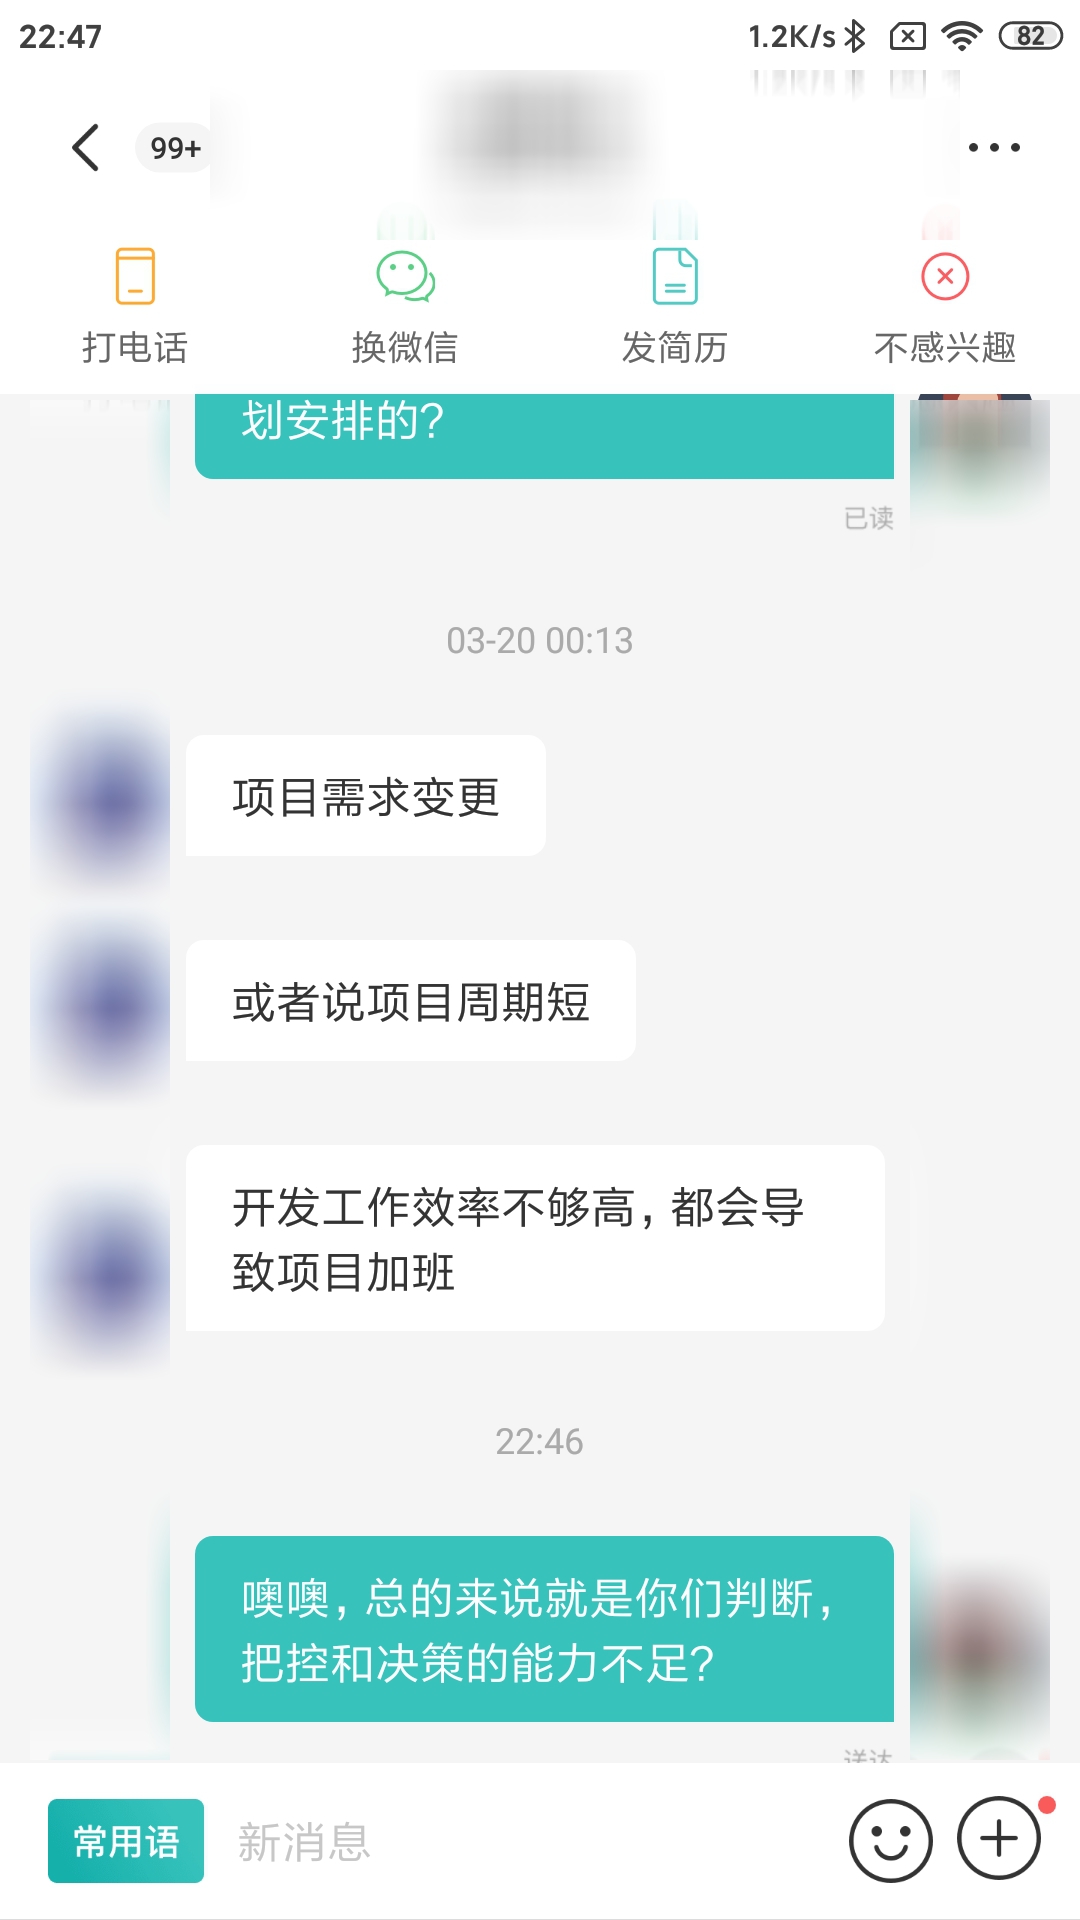 22:47
1.2K/s
82
99+
打电话
换微信
发简历
不感兴趣
划安排的?
已读
03-20 00:13
项目需求变更
或者说项目周期短
开发工作效率不够高,都会导
致项目加班
22:46
噢噢,总的来说就是你们判断,
把控和决策的能力不足?
送达
常用语
新消息